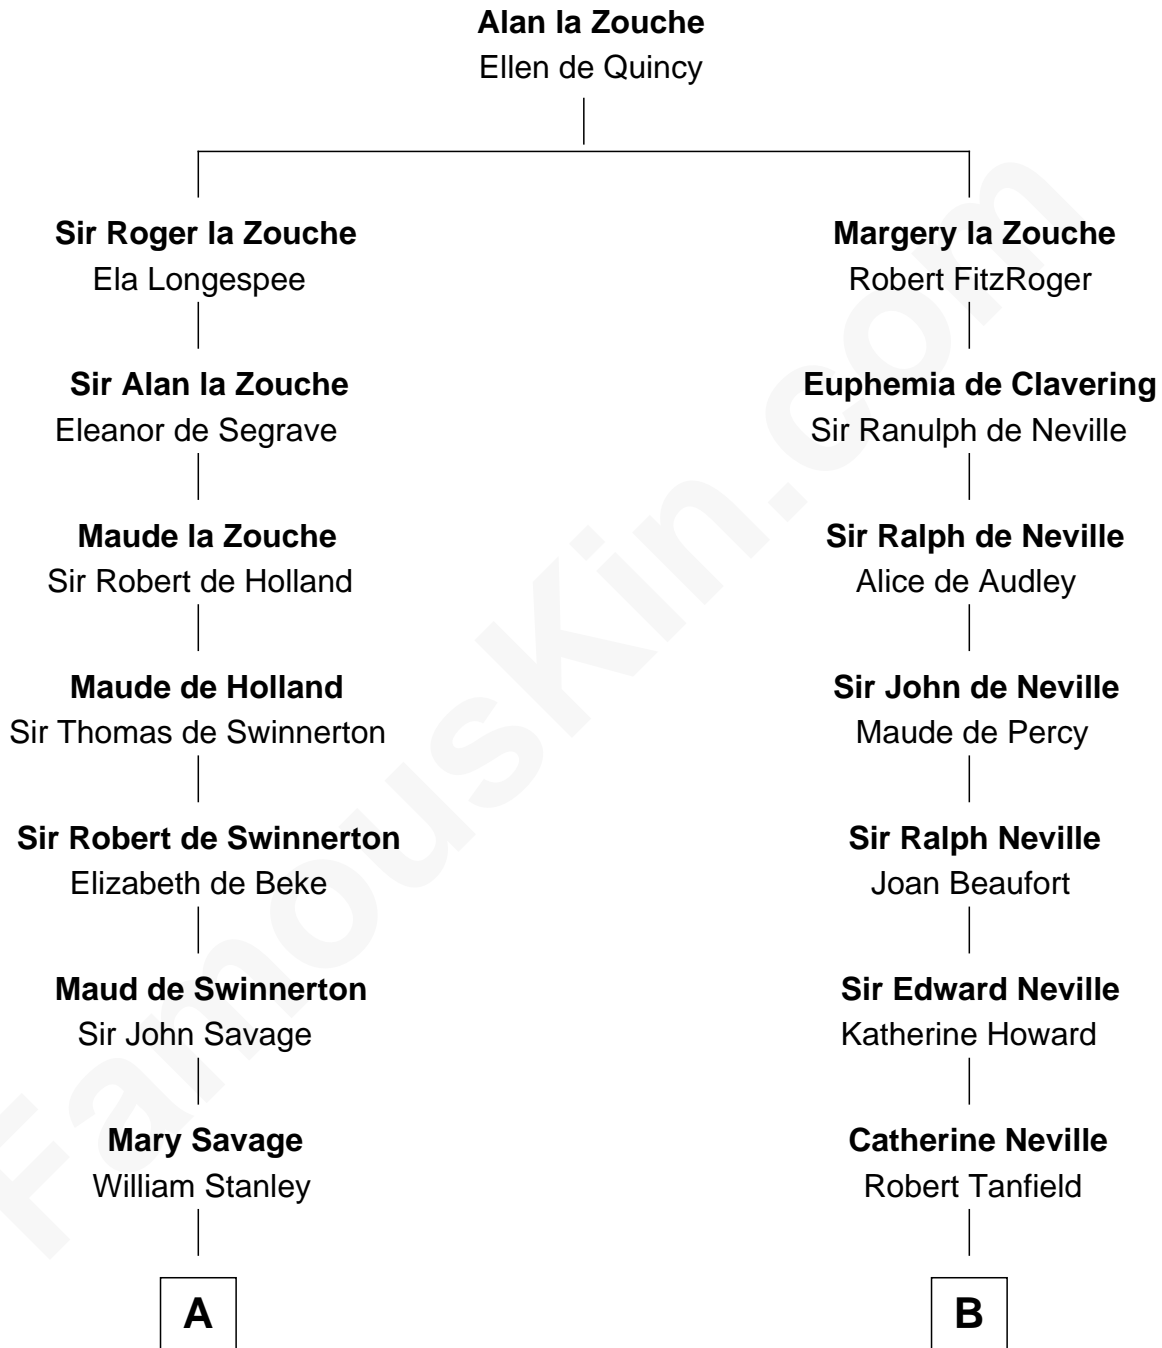 Alan la Zouche
Ellen de Quincy
Sir Roger la Zouche
Ela Longespee
Sir Alan la Zouche
Eleanor de Segrave
Maude la Zouche
Sir Robert de Holland
Maude de Holland
Sir Thomas de Swinnerton
Sir Robert de Swinnerton
Elizabeth de Beke
Maud de Swinnerton
Sir John Savage
Mary Savage
William Stanley
A
Margery la Zouche
Robert FitzRoger
Euphemia de Clavering
Sir Ranulph de Neville
Sir Ralph de Neville
Alice de Audley
Sir John de Neville
Maude de Percy
Sir Ralph Neville
Joan Beaufort
Sir Edward Neville
Katherine Howard
Catherine Neville
Robert Tanfield
B
FamousKin.com